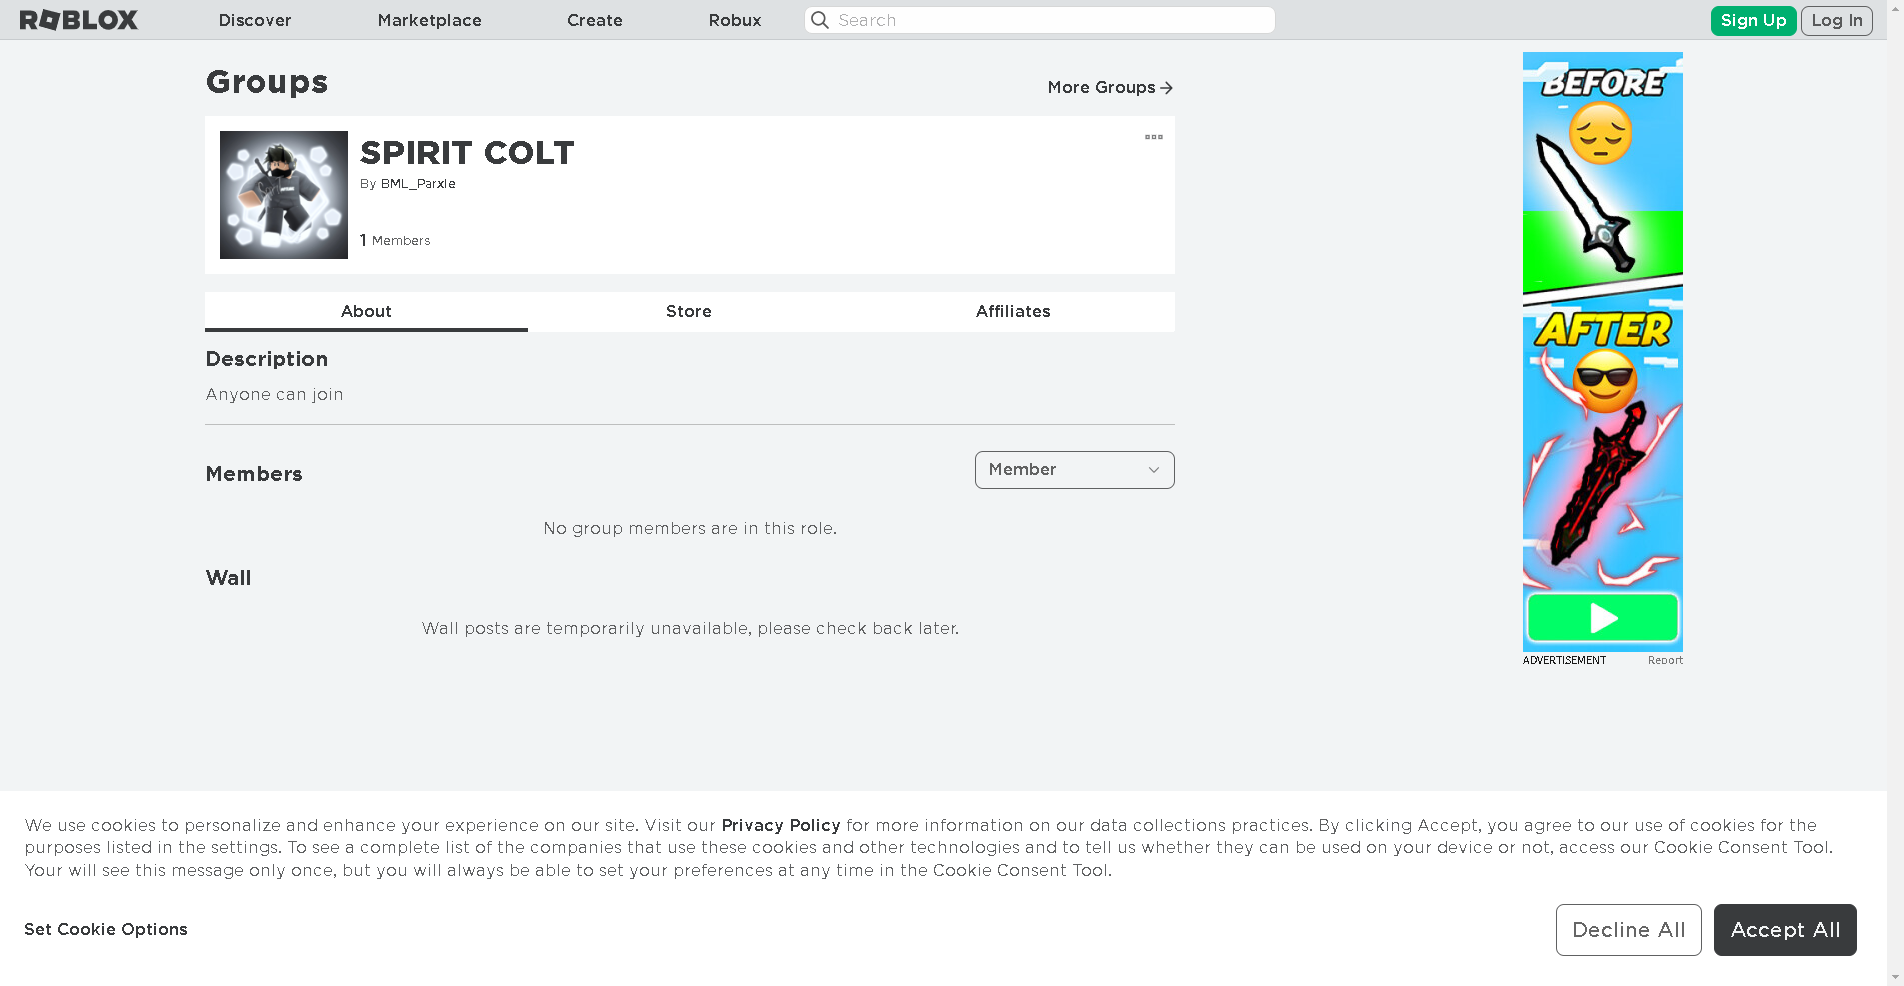 ROBLOX
Discover
Marketplace
Create
Robux
Search
Sign Up
Log In
Groups
More Groups
SPIRIT COLT
By BML_Parxle
1 Members
About
Store
Affiliates
Description
Anyone can join
Members
Member
No group members are in this role.
Wall
Wall posts are temporarily unavailable, please check back later.
BEFORE
AFTER
ADVERTISEMENT
Report
We use cookies to personalize and enhance your experience on our site. Visit our Privacy Policy for more information on our data collections practices. By clicking Accept, you agree to our use of cookies for the
purposes listed in the settings. To see a complete list of the companies that use these cookies and other technologies and to tell us whether they can be used on your device or not, access our Cookie Consent Tool.
Your will see this message only once, but you will always be able to set your preferences at any time in the Cookie Consent Tool.
Set Cookie Options
Decline All
Accept All